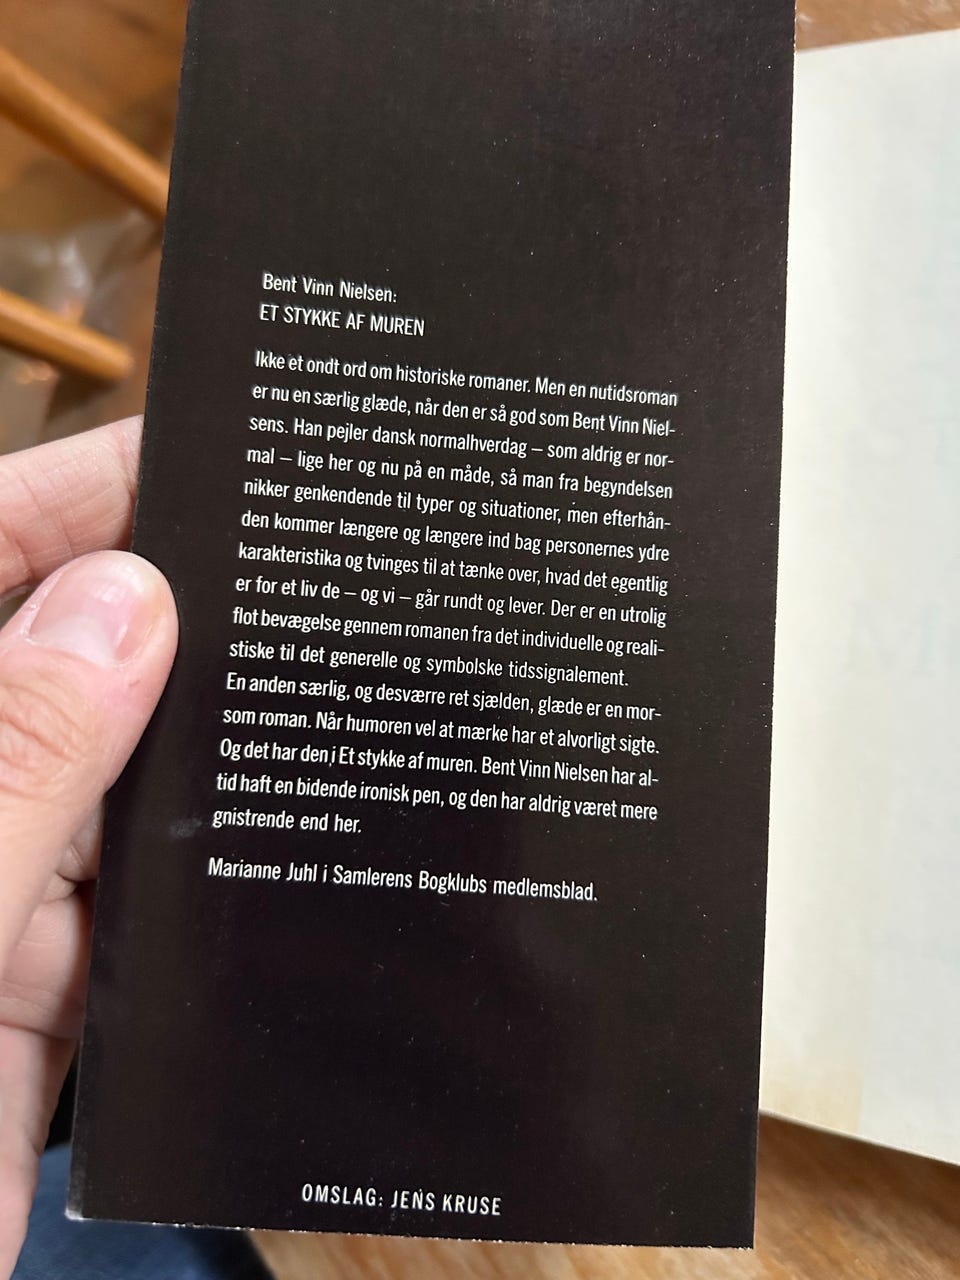 Bent Vinn Nielsen:
ET STYKKE AF MUREN
Ikke et ondt ord om historiske romaner. Men en nutidsroman
er nu en særlig glæde, når den er så god som Bent Vinn Niel-
sens. Han pejler dansk normalhverdag – som aldrig er nor-
mal – lige her og nu på en måde, så man fra begyndelsen
nikker genkendende til typer og situationer, men efterhån-
den kommer længere og længere ind bag personernes ydre
karakteristika og tvinges til at tænke over, hvad det egentlig
er for et liv de – og vi – går rundt og lever. Der er en utrolig
flot bevægelse gennem romanen fra det individuelle og reali-
stiske til det generelle og symbolske tidssignalement.
En anden særlig, og desværre ret sjælden, glæde er en mor-
som roman. Når humoren vel at mærke har et alvorligt sigte.
Og det har den i Et stykke af muren. Bent Vinn Nielsen har al-
tid haft en bidende ironisk pen, og den har aldrig været mere
gnistrende end her.
Marianne Juhl i Samlerens Bogklubs medlemsblad.
OMSLAG: JENS KRUSE